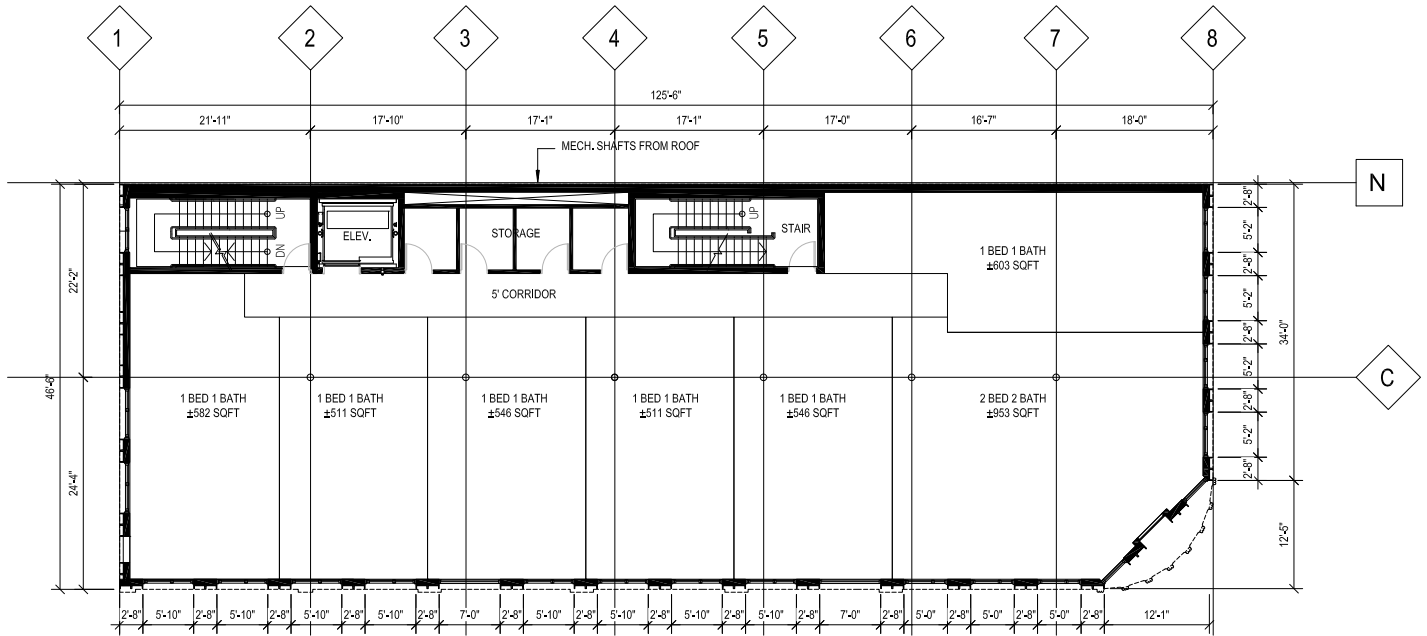 1 2 3 4 5 6 7 8
125'-6"
21'-11" 17'-10" 17'-1" 17'-1" 17'-0" 16'-7" 18'-0"
MECH. SHAFTS FROM ROOF
N
UP
DN
ELEV.
STORAGE
UP
STAIR
1 BED 1 BATH
±603 SQFT
5' CORRIDOR
22'-2"
46'-6"
24'-4"
C
1 BED 1 BATH
±582 SQFT
1 BED 1 BATH
±511 SQFT
1 BED 1 BATH
±546 SQFT
1 BED 1 BATH
±511 SQFT
1 BED 1 BATH
±546 SQFT
2 BED 2 BATH
±953 SQFT
2'-8"
5'-2"
2'-8"
5'-2"
2'-8"
5'-2"
2'-8"
5'-2"
2'-8"
34'-0"
12'-5"
2'-8" 5'-10" 2'-8" 5'-10" 2'-8" 5'-10" 2'-8" 5'-10" 2'-8" 7'-0" 2'-8" 5'-10" 2'-8" 5'-10" 2'-8" 5'-10" 2'-8" 5'-10" 2'-8" 7'-0" 2'-8" 5'-0" 2'-8" 5'-0" 2'-8" 5'-0" 2'-8" 12'-1"